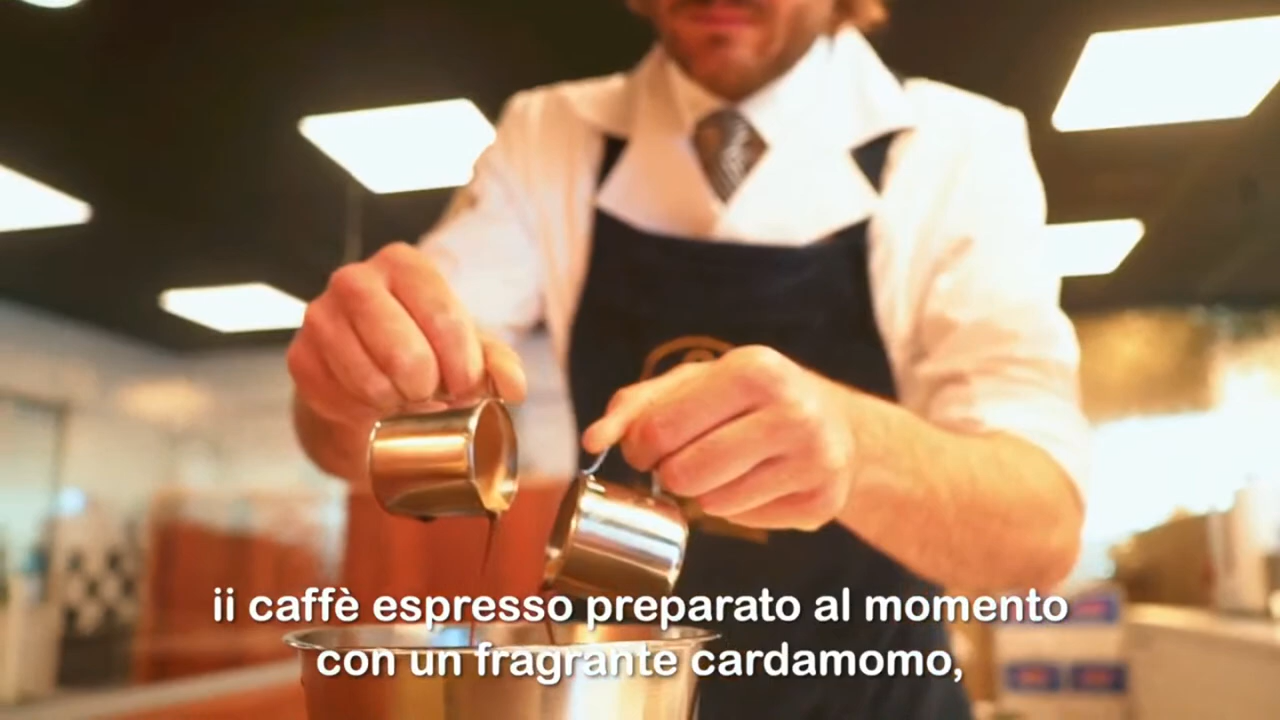 ii caffè espresso preparato al momento
con un fragrante cardamomo,